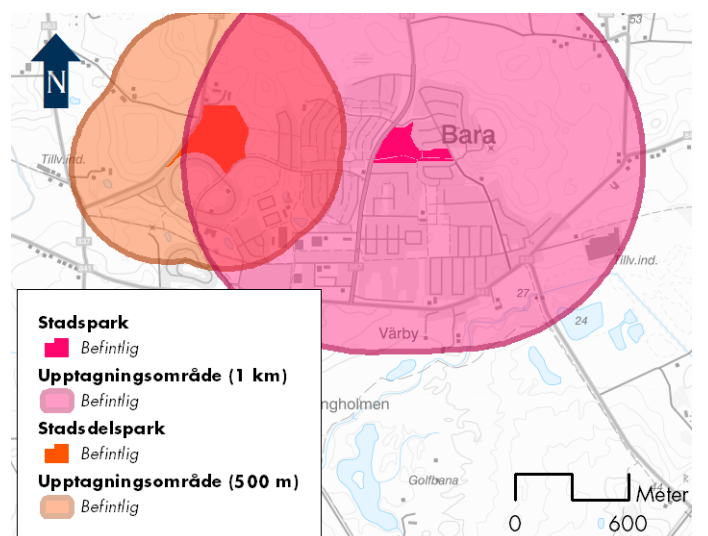 53
N
Bara
Tillv.ind.
Tillv.ind.
27
24
Värby
ngholmen
Golfbana
Stadspark
Befintlig
Upptagningsområde (1 km)
Befintlig
Stadsdelspark
Befintlig
Upptagningsområde (500 m)
Befintlig
Meter
0 600